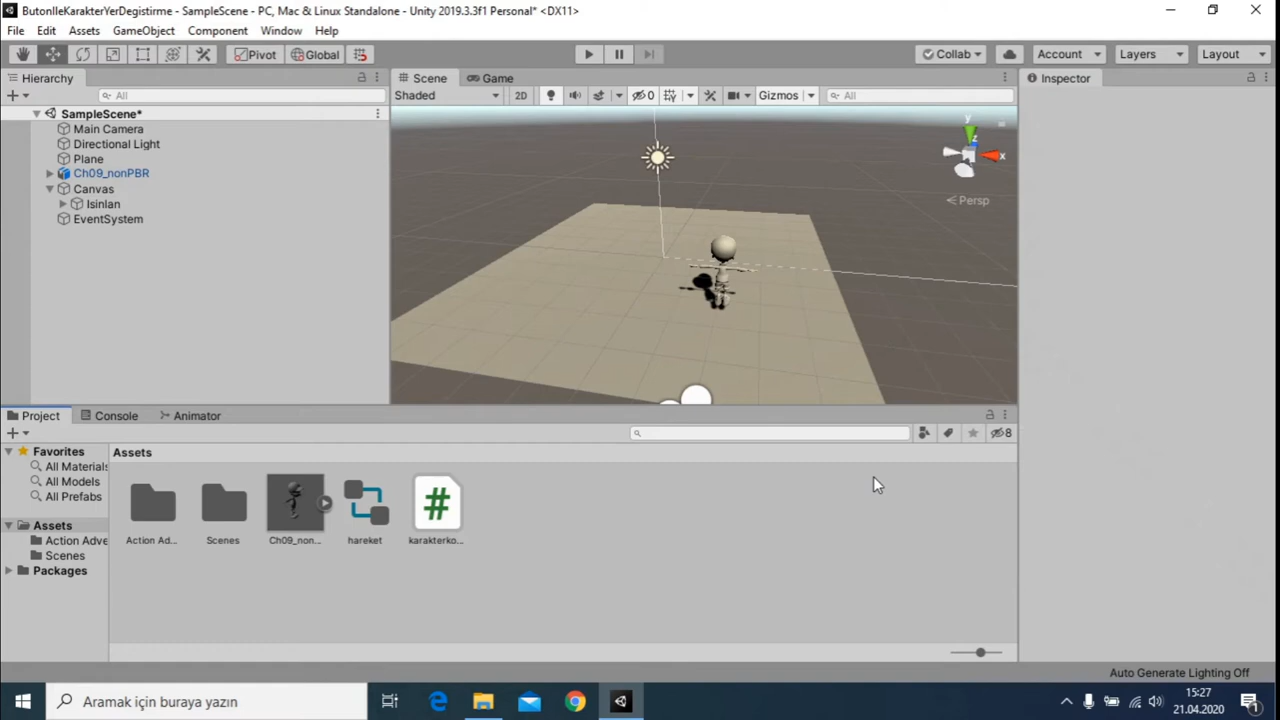 ButonIleKarakterYerDegistirme - SampleScene - PC, Mac & Linux Standalone - Unity 2019.3.3f1 Personal* <DX11>
File Edit Assets GameObject Component Window Help
Pivot Global Collab Account Layers Layout
Hierarchy
All
SampleScene*
Main Camera
Directional Light
Plane
Ch09_nonPBR
Canvas
Isinlan
EventSystem
Scene Game
Shaded 2D 0 Gizmos All
y
z
x
Persp
Inspector
Project Console Animator
8
Favorites
All Materials
All Models
All Prefabs
Assets
Action Adve
Scenes
Packages
Assets
Action Ad... Scenes Ch09_non... hareket karakterko...
#
Auto Generate Lighting Off
Aramak için buraya yazın
15:27
21.04.2020
1